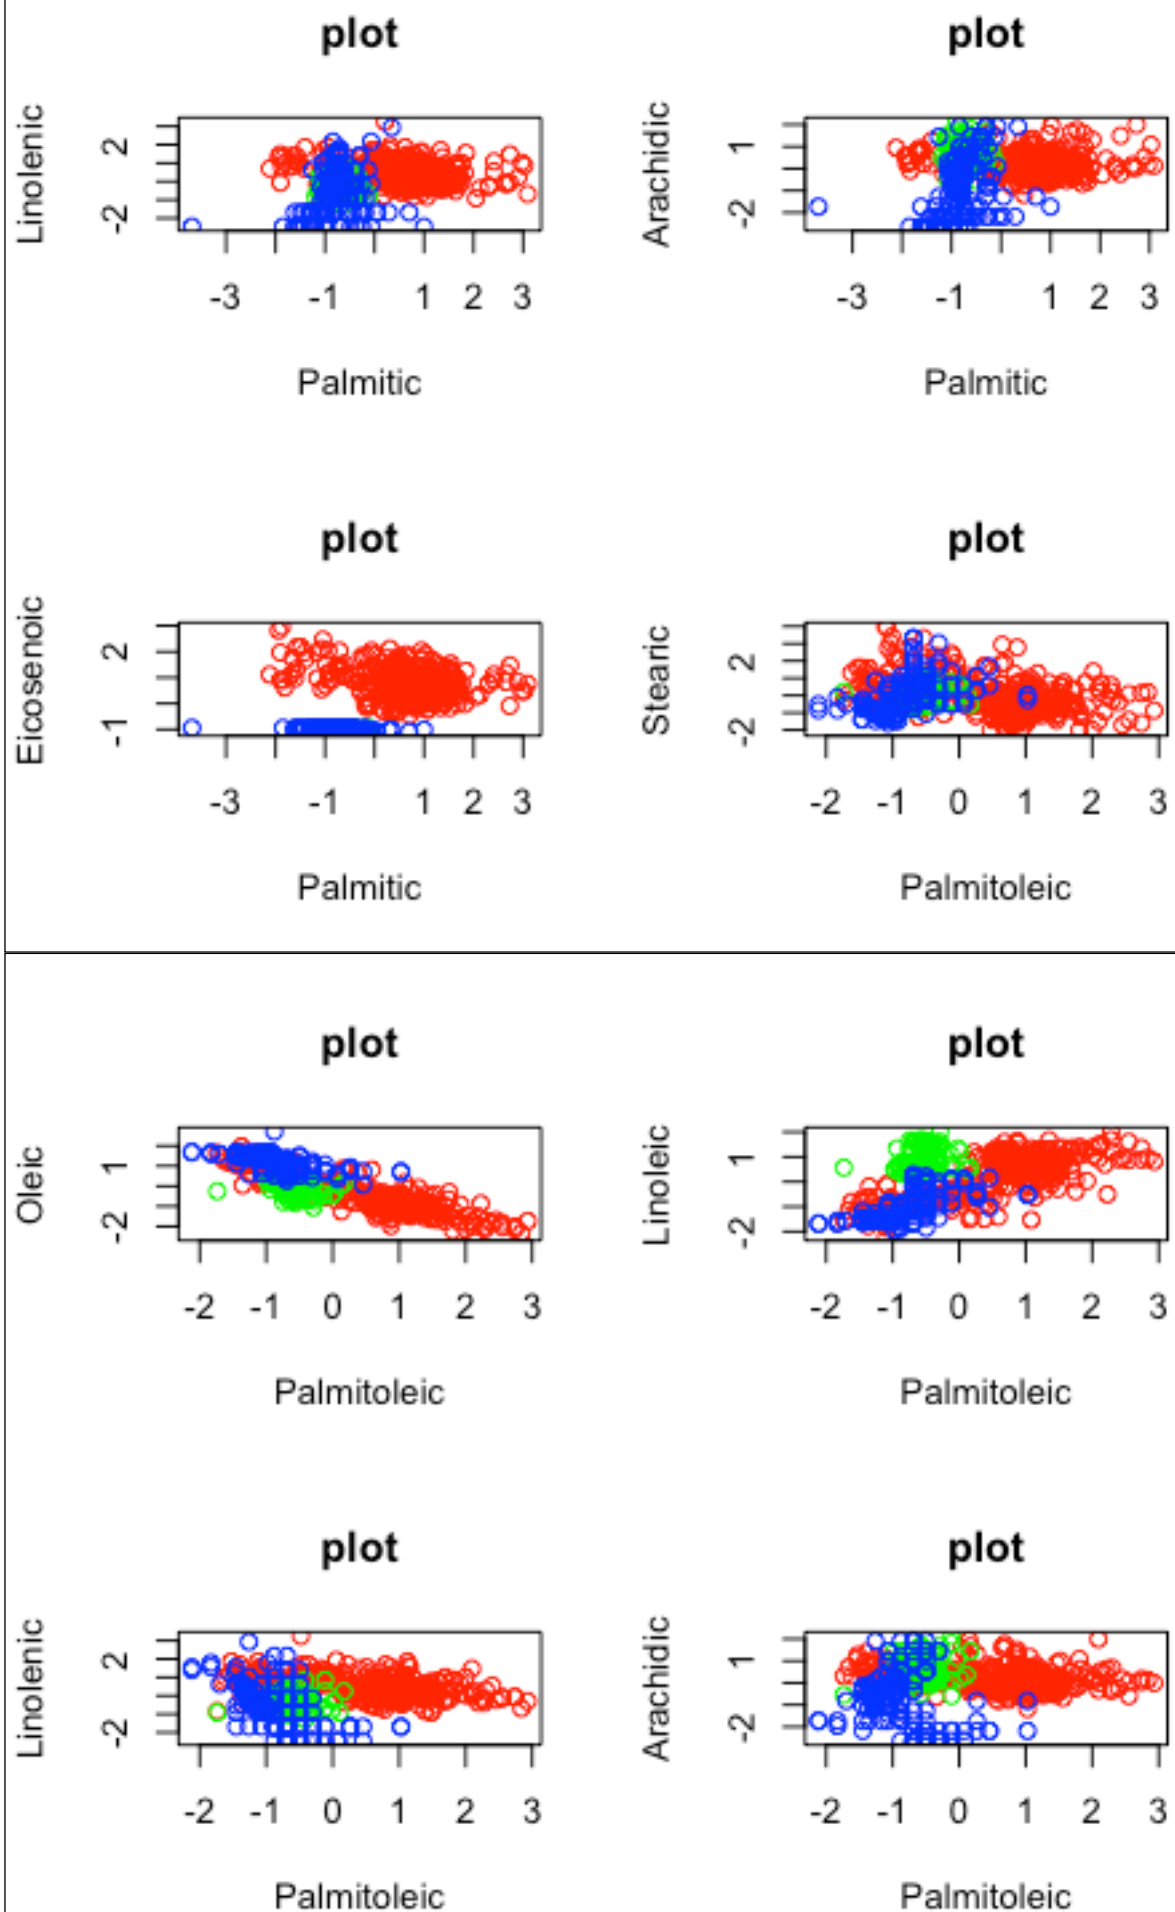 plot plot
Linolenic 2 -2 Arachidic 1 -2
-3 -1 1 2 3 -3 -1 1 2 3
Palmitic Palmitic
plot plot
Eicosenoic 2 -1 Stearic 2 -2
-3 -1 1 2 3 -2 -1 0 1 2 3
Palmitic Palmitoleic
plot plot
Oleic 1 -2 Linoleic 1 -2
-2 -1 0 1 2 3 -2 -1 0 1 2 3
Palmitoleic Palmitoleic
plot plot
Linolenic 2 -2 Arachidic 1 -2
-2 -1 0 1 2 3 -2 -1 0 1 2 3
Palmitoleic Palmitoleic